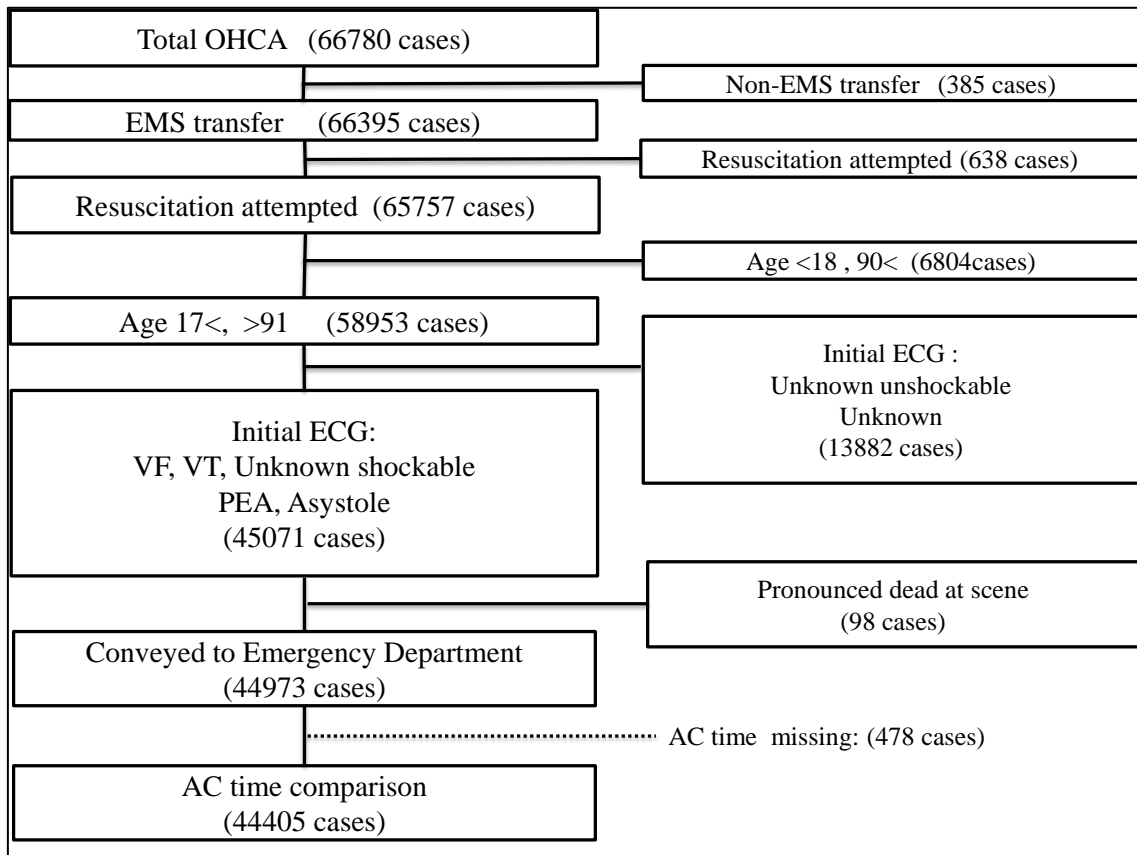 Total OHCA (66780 cases)
Non-EMS transfer (385 cases)
EMS transfer (66395 cases)
Resuscitation attempted (638 cases)
Resuscitation attempted (65757 cases)
Age <18 , 90< (6804cases)
Age 17<, >91 (58953 cases)
Initial ECG :
Unknown unshockable
Unknown
(13882 cases)
Initial ECG:
VF, VT, Unknown shockable
PEA, Asystole
(45071 cases)
Pronounced dead at scene
(98 cases)
Conveyed to Emergency Department
(44973 cases)
AC time missing: (478 cases)
AC time comparison
(44405 cases)